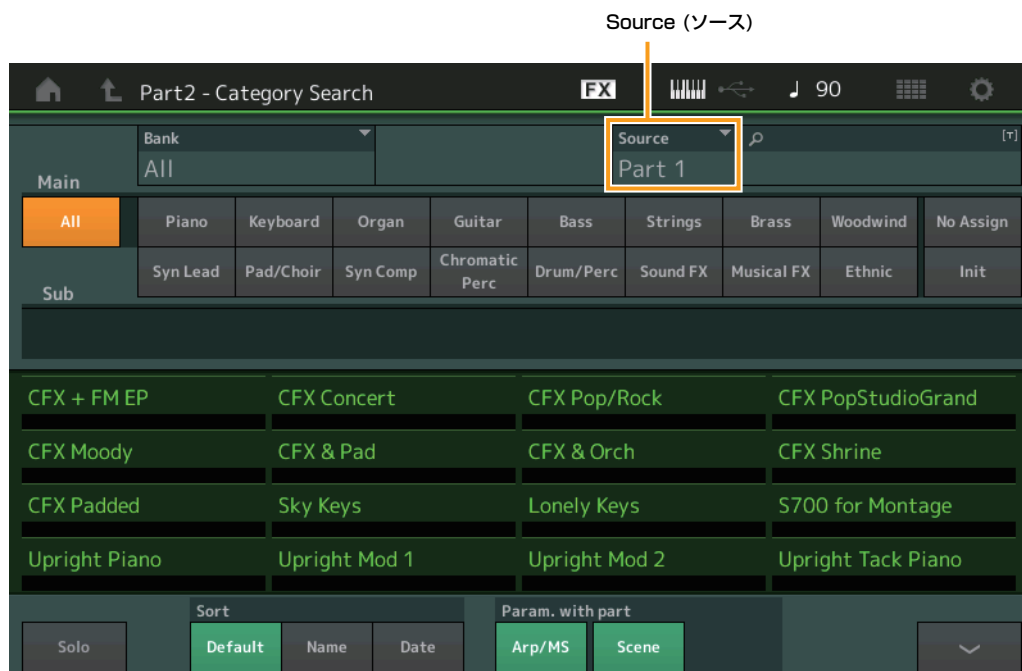 Source (ソース)
Part2 - Category Search
FX
90
Bank
Source
[T]
All
Part 1
Main
All
Piano
Keyboard
Organ
Guitar
Bass
Strings
Brass
Woodwind
No Assign
Syn Lead
Pad/Choir
Syn Comp
Chromatic
Perc
Drum/Perc
Sound FX
Musical FX
Ethnic
Init
Sub
CFX + FM EP
CFX Concert
CFX Pop/Rock
CFX PopStudioGrand
CFX Moody
CFX & Pad
CFX & Orch
CFX Shrine
CFX Padded
Sky Keys
Lonely Keys
S700 for Montage
Upright Piano
Upright Mod 1
Upright Mod 2
Upright Tack Piano
Sort
Param. with part
Solo
Default
Name
Date
Arp/MS
Scene